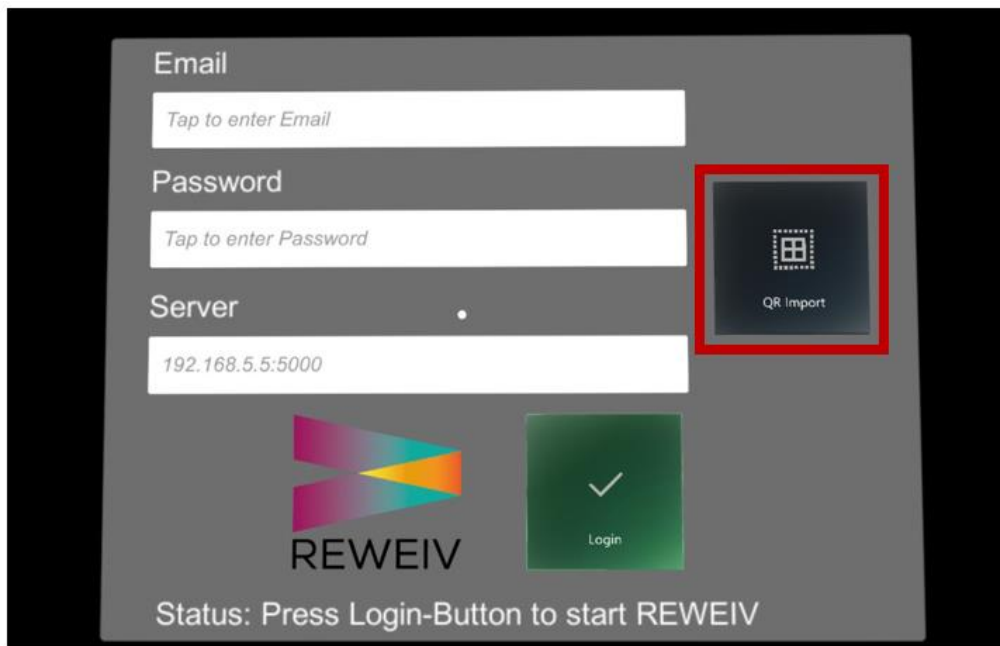 Email
Tap to enter Email
Password
Tap to enter Password
QR Import
Server
192.168.5.5:5000
REWEIV
Login
Status: Press Login-Button to start REWEIV